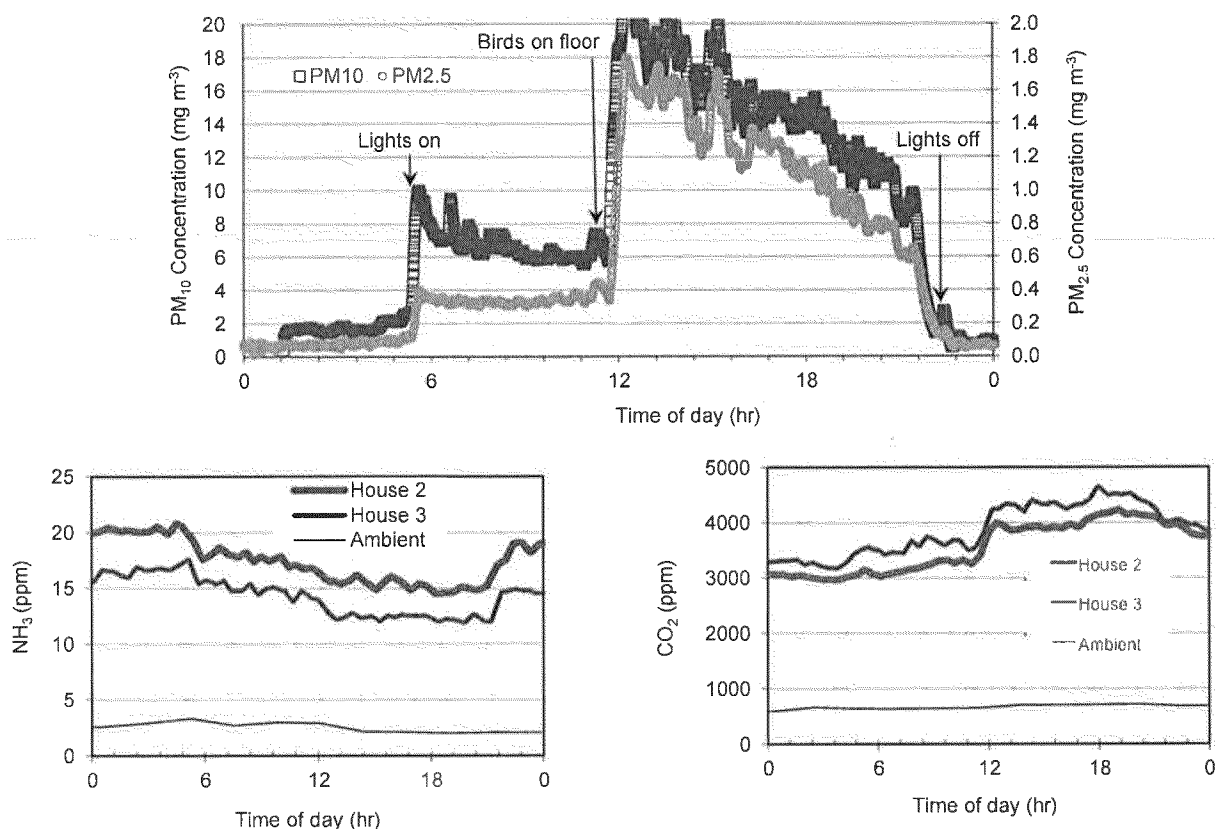 20
18
16
14
12
10
8
6
4
2
0
PM₁₀ Concentration (mg m⁻³)
PM10 PM2.5
Lights on
Birds on floor
Lights off
2.0
1.8
1.6
1.4
1.2
1.0
0.8
0.6
0.4
0.2
0.0
PM₂.₅ Concentration (mg m⁻³)
0 6 12 18 0
Time of day (hr)
25
20
15
10
5
0
NH₃ (ppm)
House 2
House 3
Ambient
0 6 12 18 0
Time of day (hr)
5000
4000
3000
2000
1000
0
CO₂ (ppm)
House 2
House 3
Ambient
0 6 12 18 0
Time of day (hr)